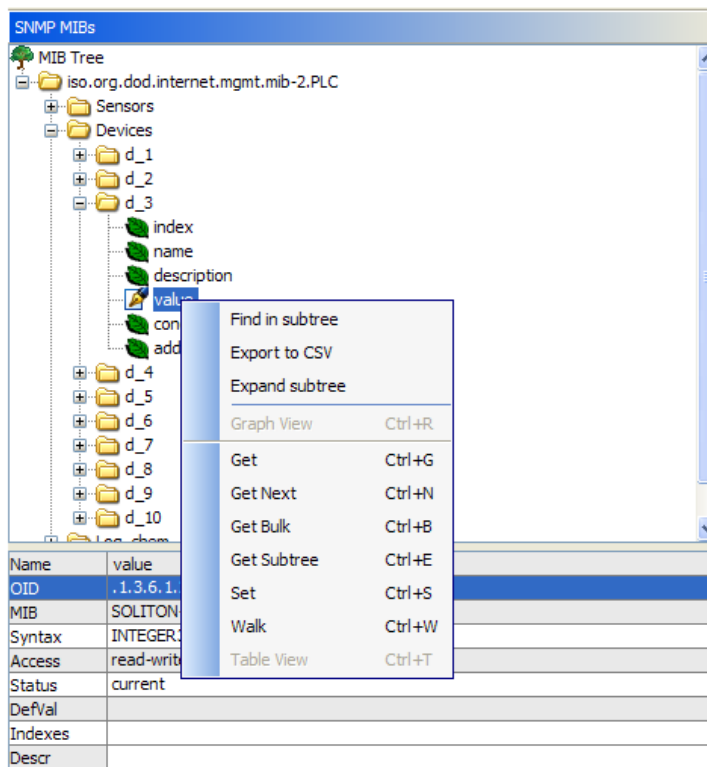 SNMP MIBs
MIB Tree
iso.org.dod.internet.mgmt.mib-2.PLC
Sensors
Devices
d_1
d_2
d_3
index
name
description
value
con
add
d_4
d_5
d_6
d_7
d_8
d_9
d_10
Find in subtree
Export to CSV
Expand subtree
Graph View Ctrl+R
Get Ctrl+G
Get Next Ctrl+N
Get Bulk Ctrl+B
Get Subtree Ctrl+E
Set Ctrl+S
Walk Ctrl+W
Table View Ctrl+T
Name value
OID .1.3.6.1.
MIB SOLITON
Syntax INTEGER
Access read-write
Status current
DefVal
Indexes
Descr